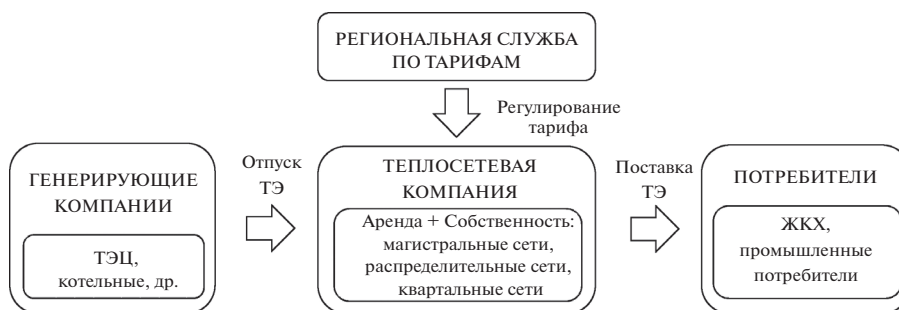 РЕГИОНАЛЬНАЯ СЛУЖБА
ПО ТАРИФАМ
Регулирование
тарифа
ГЕНЕРИРУЮЩИЕ
КОМПАНИИ
ТЭЦ,
котельные, др.
Отпуск
ТЭ
ТЕПЛОСЕТЕВАЯ
КОМПАНИЯ
Аренда + Собственность:
магистральные сети,
распределительные сети,
квартальные сети
Поставка
ТЭ
ПОТРЕБИТЕЛИ
ЖКХ,
промышленные
потребители